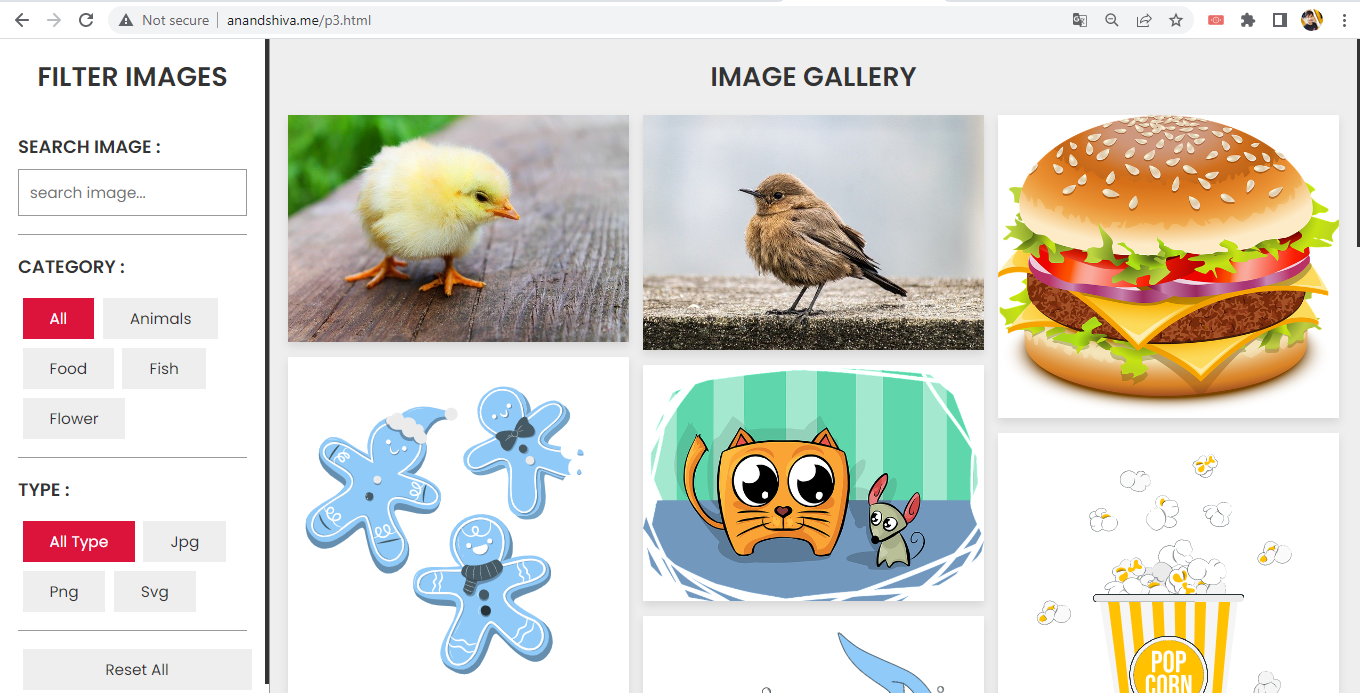 Not secure | anandshiva.me/p3.html
FILTER IMAGES
SEARCH IMAGE :
search image...
CATEGORY :
All Animals
Food Fish
Flower
TYPE :
All Type Jpg
Png Svg
Reset All
IMAGE GALLERY
POP
CORN